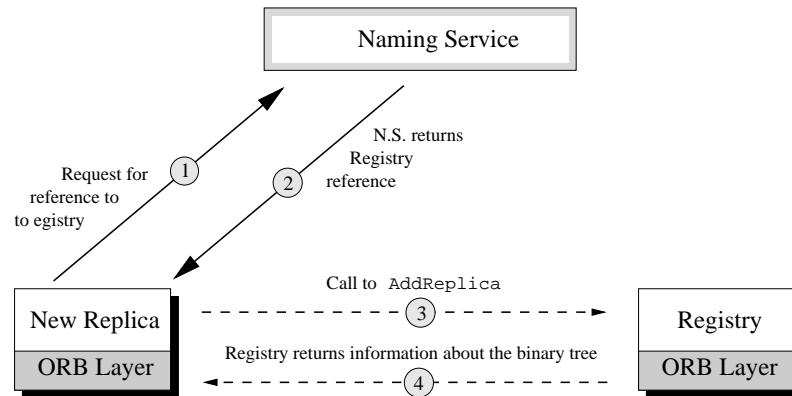 Naming Service
N.S. returns
Registry
reference
1
2
Request for
reference to
to egistry
Call to AddReplica
3
New Replica
ORB Layer
Registry
ORB Layer
Registry returns information about the binary tree
4